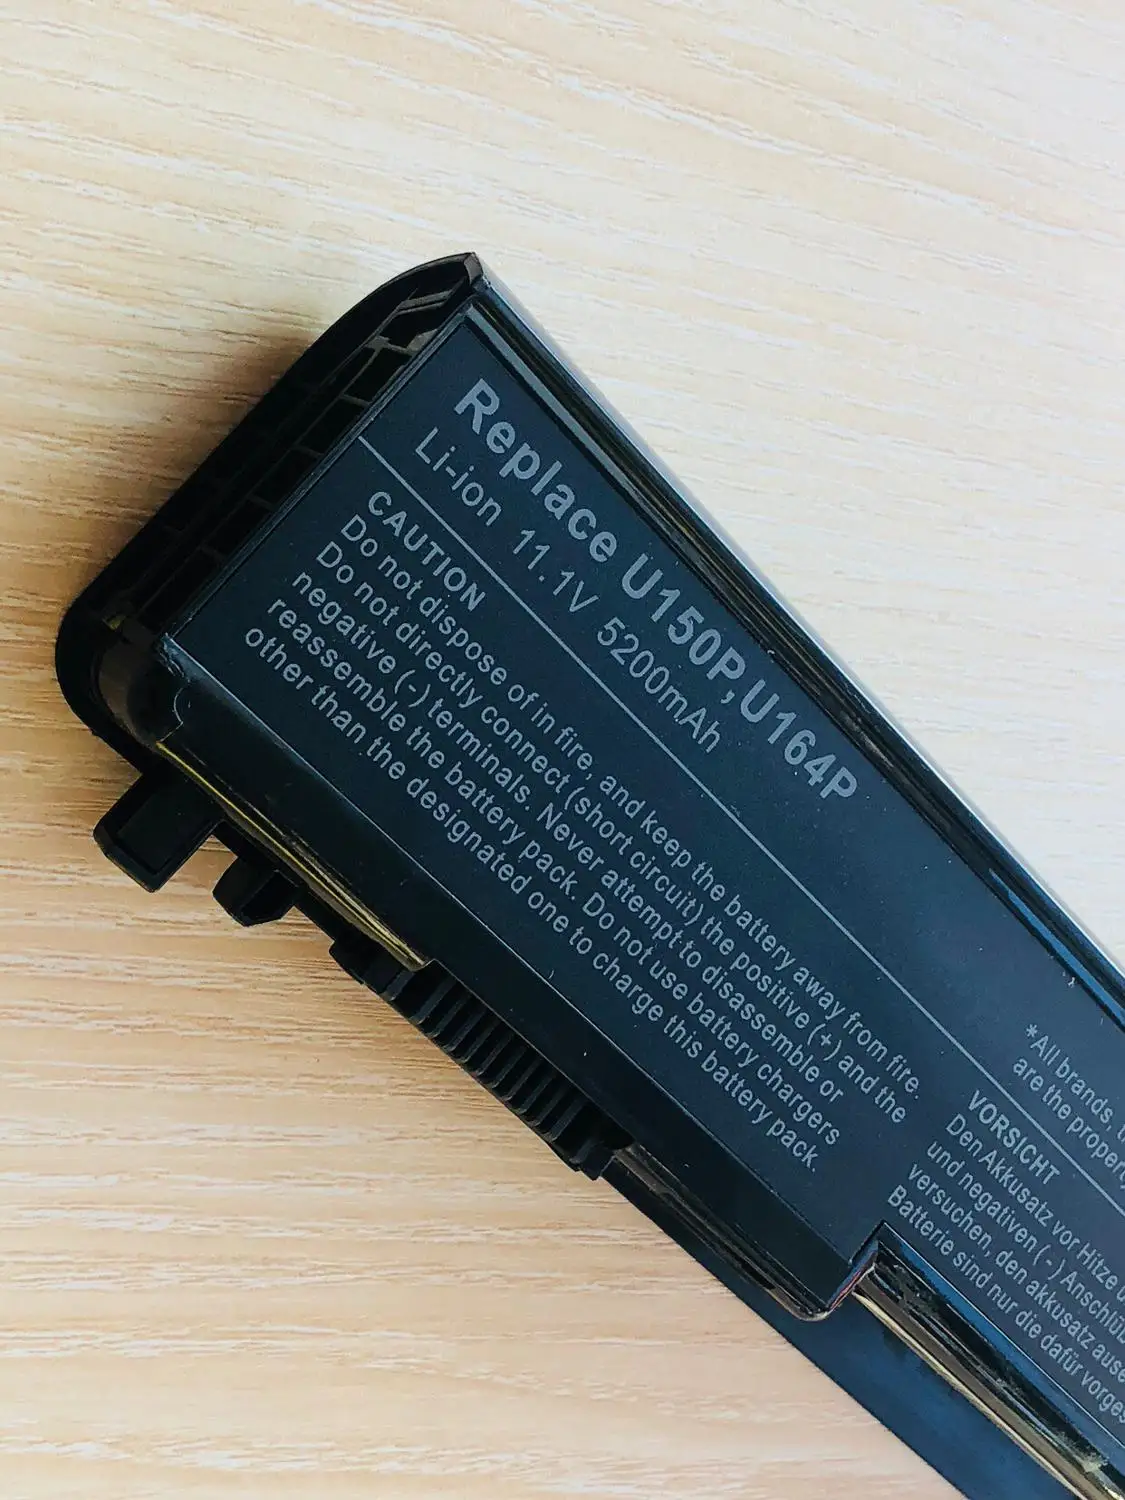 Replace U150P,U164P
Li-ion 11.1V 5200mAh
CAUTION
Do not dispose of in fire, and keep the battery away from fire.
Do not directly connect (short circuit) the positive (+) and the
negative (-) terminals. Never attempt to disassemble or
reassemble the battery pack. Do not use battery chargers
other than the designated one to charge this battery pack.
*All brands,
are the property
VORSICHT
Den Akkusatz vor Hitze
und negativen (-) Anschlü
versuchen, den akkusatz ause
Batterie sind nur die dafür vorges